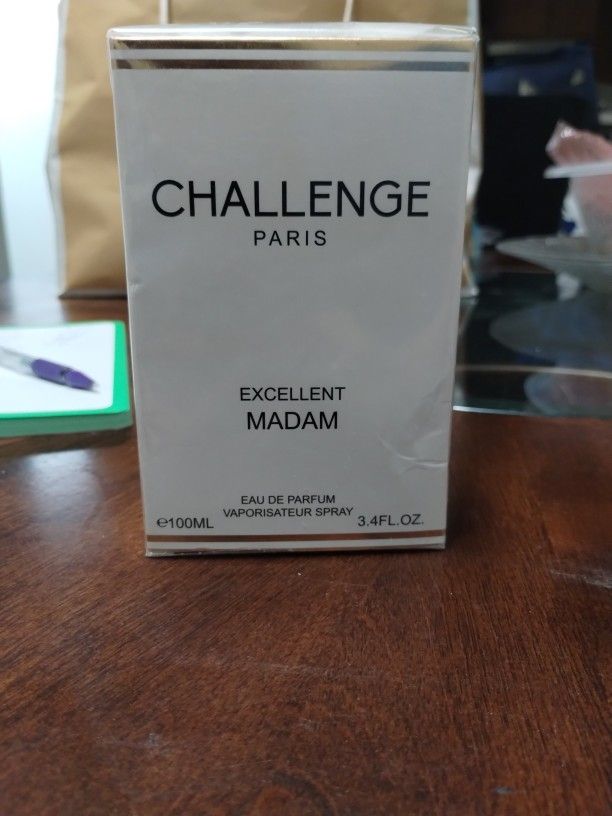 CHALLENGE
PARIS
EXCELLENT
MADAM
EAU DE PARFUM
VAPORISATEUR SPRAY
℮100ML
3.4FL.OZ.